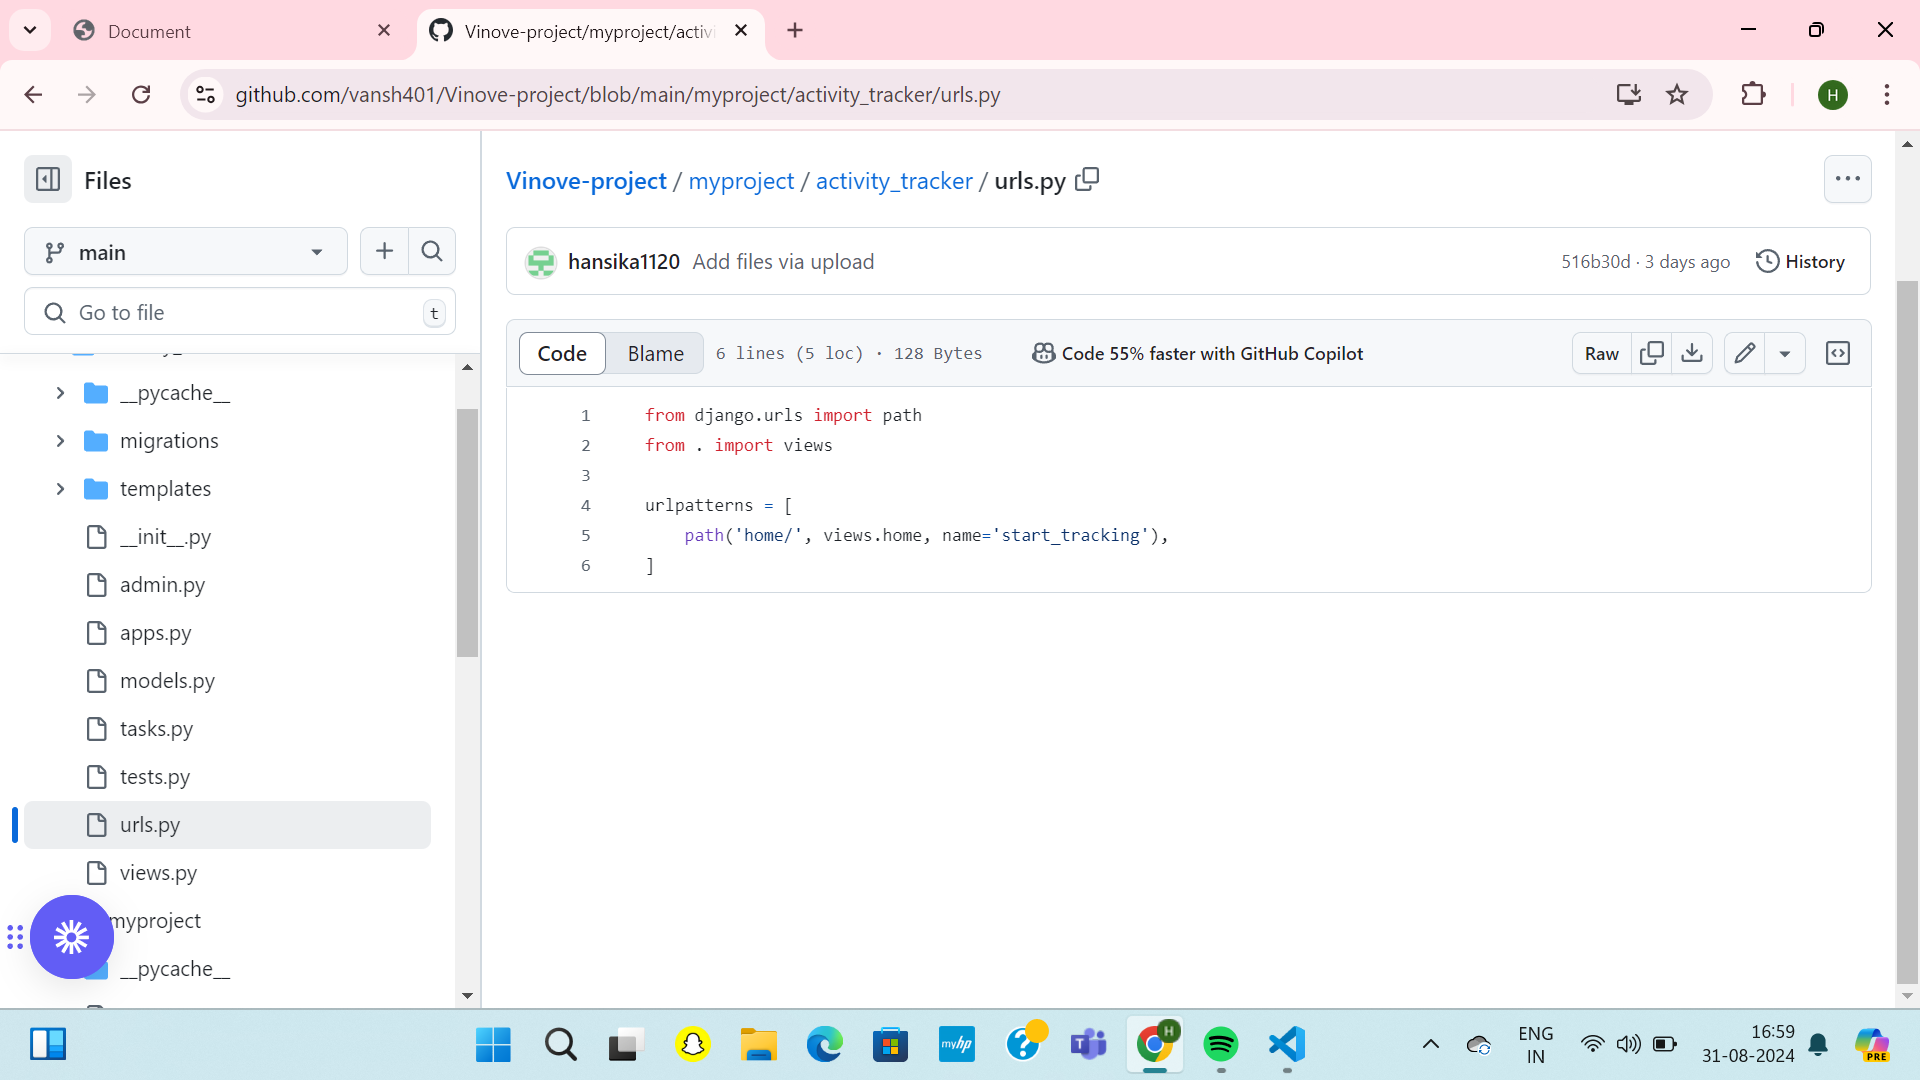 Document
Vinove-project/myproject/activi
github.com/vansh401/Vinove-project/blob/main/myproject/activity_tracker/urls.py
H
Files
main
Go to file
t
__pycache__
migrations
templates
__init__.py
admin.py
apps.py
models.py
tasks.py
tests.py
urls.py
views.py
myproject
__pycache__
Vinove-project / myproject / activity_tracker / urls.py
hansika1120 Add files via upload
516b30d · 3 days ago
History
Code
Blame
6 lines (5 loc) · 128 Bytes
Code 55% faster with GitHub Copilot
Raw
1 from django.urls import path
2 from . import views
3
4 urlpatterns = [
5 path('home/', views.home, name='start_tracking'),
6 ]
myhp
T
H
ENG
IN
16:59
31-08-2024
PRE